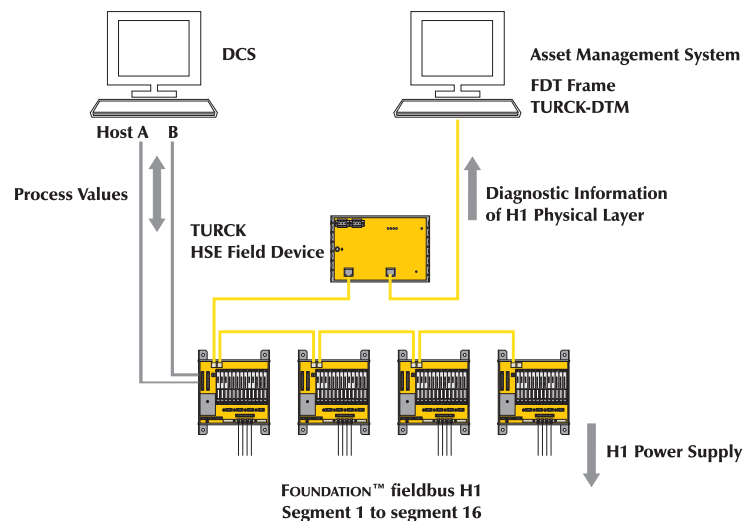 DCS
Asset Management System
FDT Frame
TURCK-DTM
Host A B
Process Values
Diagnostic Information
of H1 Physical Layer
TURCK
HSE Field Device
H1 Power Supply
FOUNDATION™ fieldbus H1
Segment 1 to segment 16